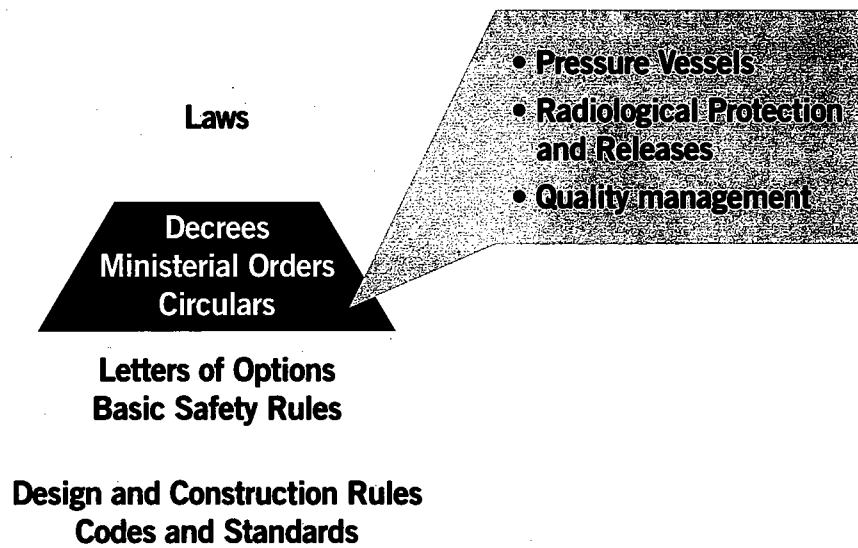 Laws
Decrees
Ministerial Orders
Circulars
Letters of Options
Basic Safety Rules
Design and Construction Rules
Codes and Standards
• Pressure Vessels
• Radiological Protection
and Releases
• Quality management